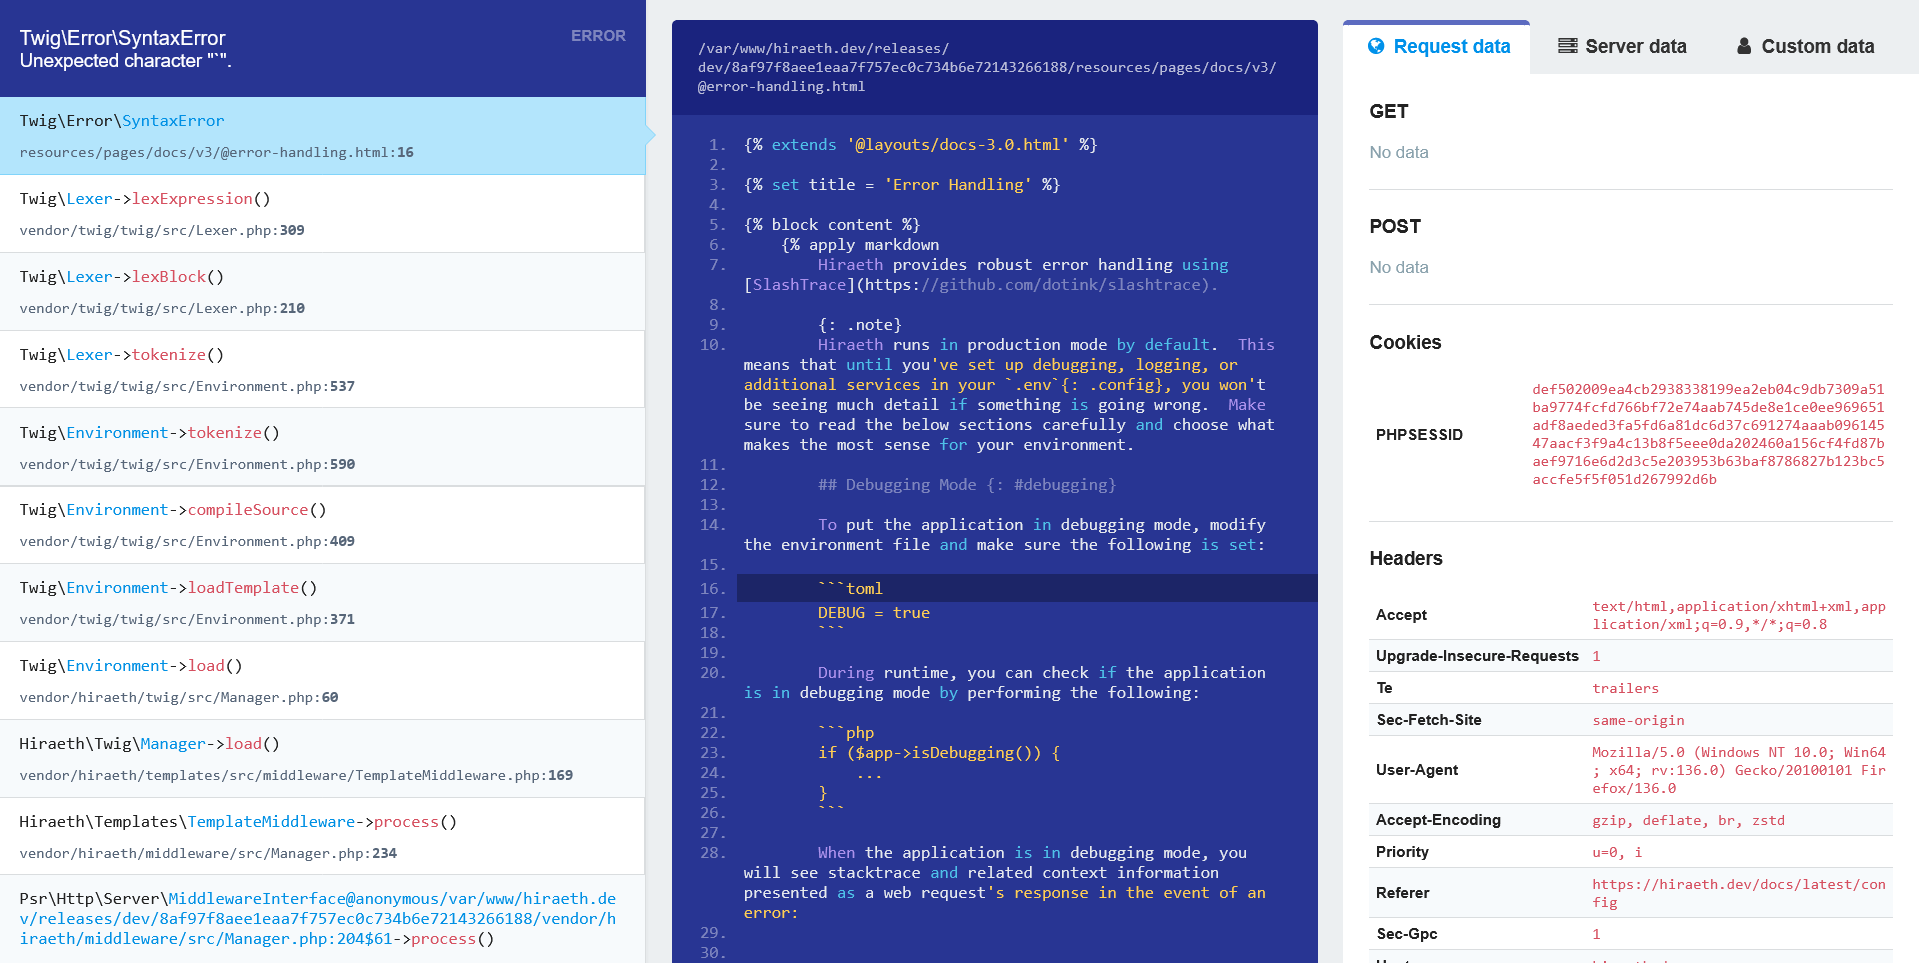 Twig\Error\SyntaxError
ERROR
Unexpected character "`".
Twig\Error\SyntaxError
resources/pages/docs/v3/@error-handling.html:16
Twig\Lexer->lexExpression()
vendor/twig/twig/src/Lexer.php:309
Twig\Lexer->lexBlock()
vendor/twig/twig/src/Lexer.php:210
Twig\Lexer->tokenize()
vendor/twig/twig/src/Environment.php:537
Twig\Environment->tokenize()
vendor/twig/twig/src/Environment.php:590
Twig\Environment->compileSource()
vendor/twig/twig/src/Environment.php:409
Twig\Environment->loadTemplate()
vendor/twig/twig/src/Environment.php:371
Twig\Environment->load()
vendor/hiraeth/twig/src/Manager.php:60
Hiraeth\Twig\Manager->load()
vendor/hiraeth/templates/src/middleware/TemplateMiddleware.php:169
Hiraeth\Templates\TemplateMiddleware->process()
vendor/hiraeth/middleware/src/Manager.php:234
Psr\Http\Server\MiddlewareInterface@anonymous/var/www/hiraeth.de
v/releases/dev/8af97f8aee1eaa7f757ec0c734b6e72143266188/vendor/h
iraeth/middleware/src/Manager.php:204$61->process()
/var/www/hiraeth.dev/releases/
dev/8af97f8aee1eaa7f757ec0c734b6e72143266188/resources/pages/docs/v3/
@error-handling.html
1. {% extends '@layouts/docs-3.0.html' %}
2.
3. {% set title = 'Error Handling' %}
4.
5. {% block content %}
6. {% apply markdown
7. Hiraeth provides robust error handling using
[SlashTrace](https://github.com/dotink/slashtrace).
8.
9. {: .note}
10. Hiraeth runs in production mode by default.  This
means that until you've set up debugging, logging, or
additional services in your `.env`{: .config}, you won't
be seeing much detail if something is going wrong.  Make
sure to read the below sections carefully and choose what
makes the most sense for your environment.
11.
12. ## Debugging Mode {: #debugging}
13.
14. To put the application in debugging mode, modify
the environment file and make sure the following is set:
15.
16. ```toml
17. DEBUG = true
18. ```
19.
20. During runtime, you can check if the application
is in debugging mode by performing the following:
21.
22. ```php
23. if ($app->isDebugging()) {
24. ...
25. }
26. ```
27.
28. When the application is in debugging mode, you
will see stacktrace and related context information
presented as a web request's response in the event of an
error:
29.
30.
Request data
Server data
Custom data
GET
No data
POST
No data
Cookies
PHPSESSID
def502009ea4cb2938338199ea2eb04c9db7309a51
ba9774fcfd766bf72e74aab745de8e1ce0ee969651
adf8aeded3fa5fd6a81dc6d37c691274aaab096145
47aacf3f9a4c13b8f5eee0da202460a156cf4fd87b
aef9716e6d2d3c5e203953b63baf8786827b123bc5
accfe5f5f051d267992d6b
Headers
Accept
text/html,application/xhtml+xml,app
lication/xml;q=0.9,*/*;q=0.8
Upgrade-Insecure-Requests 1
Te trailers
Sec-Fetch-Site same-origin
User-Agent
Mozilla/5.0 (Windows NT 10.0; Win64
; x64; rv:136.0) Gecko/20100101 Fir
efox/136.0
Accept-Encoding gzip, deflate, br, zstd
Priority u=0, i
Referer
https://hiraeth.dev/docs/latest/con
fig
Sec-Gpc 1